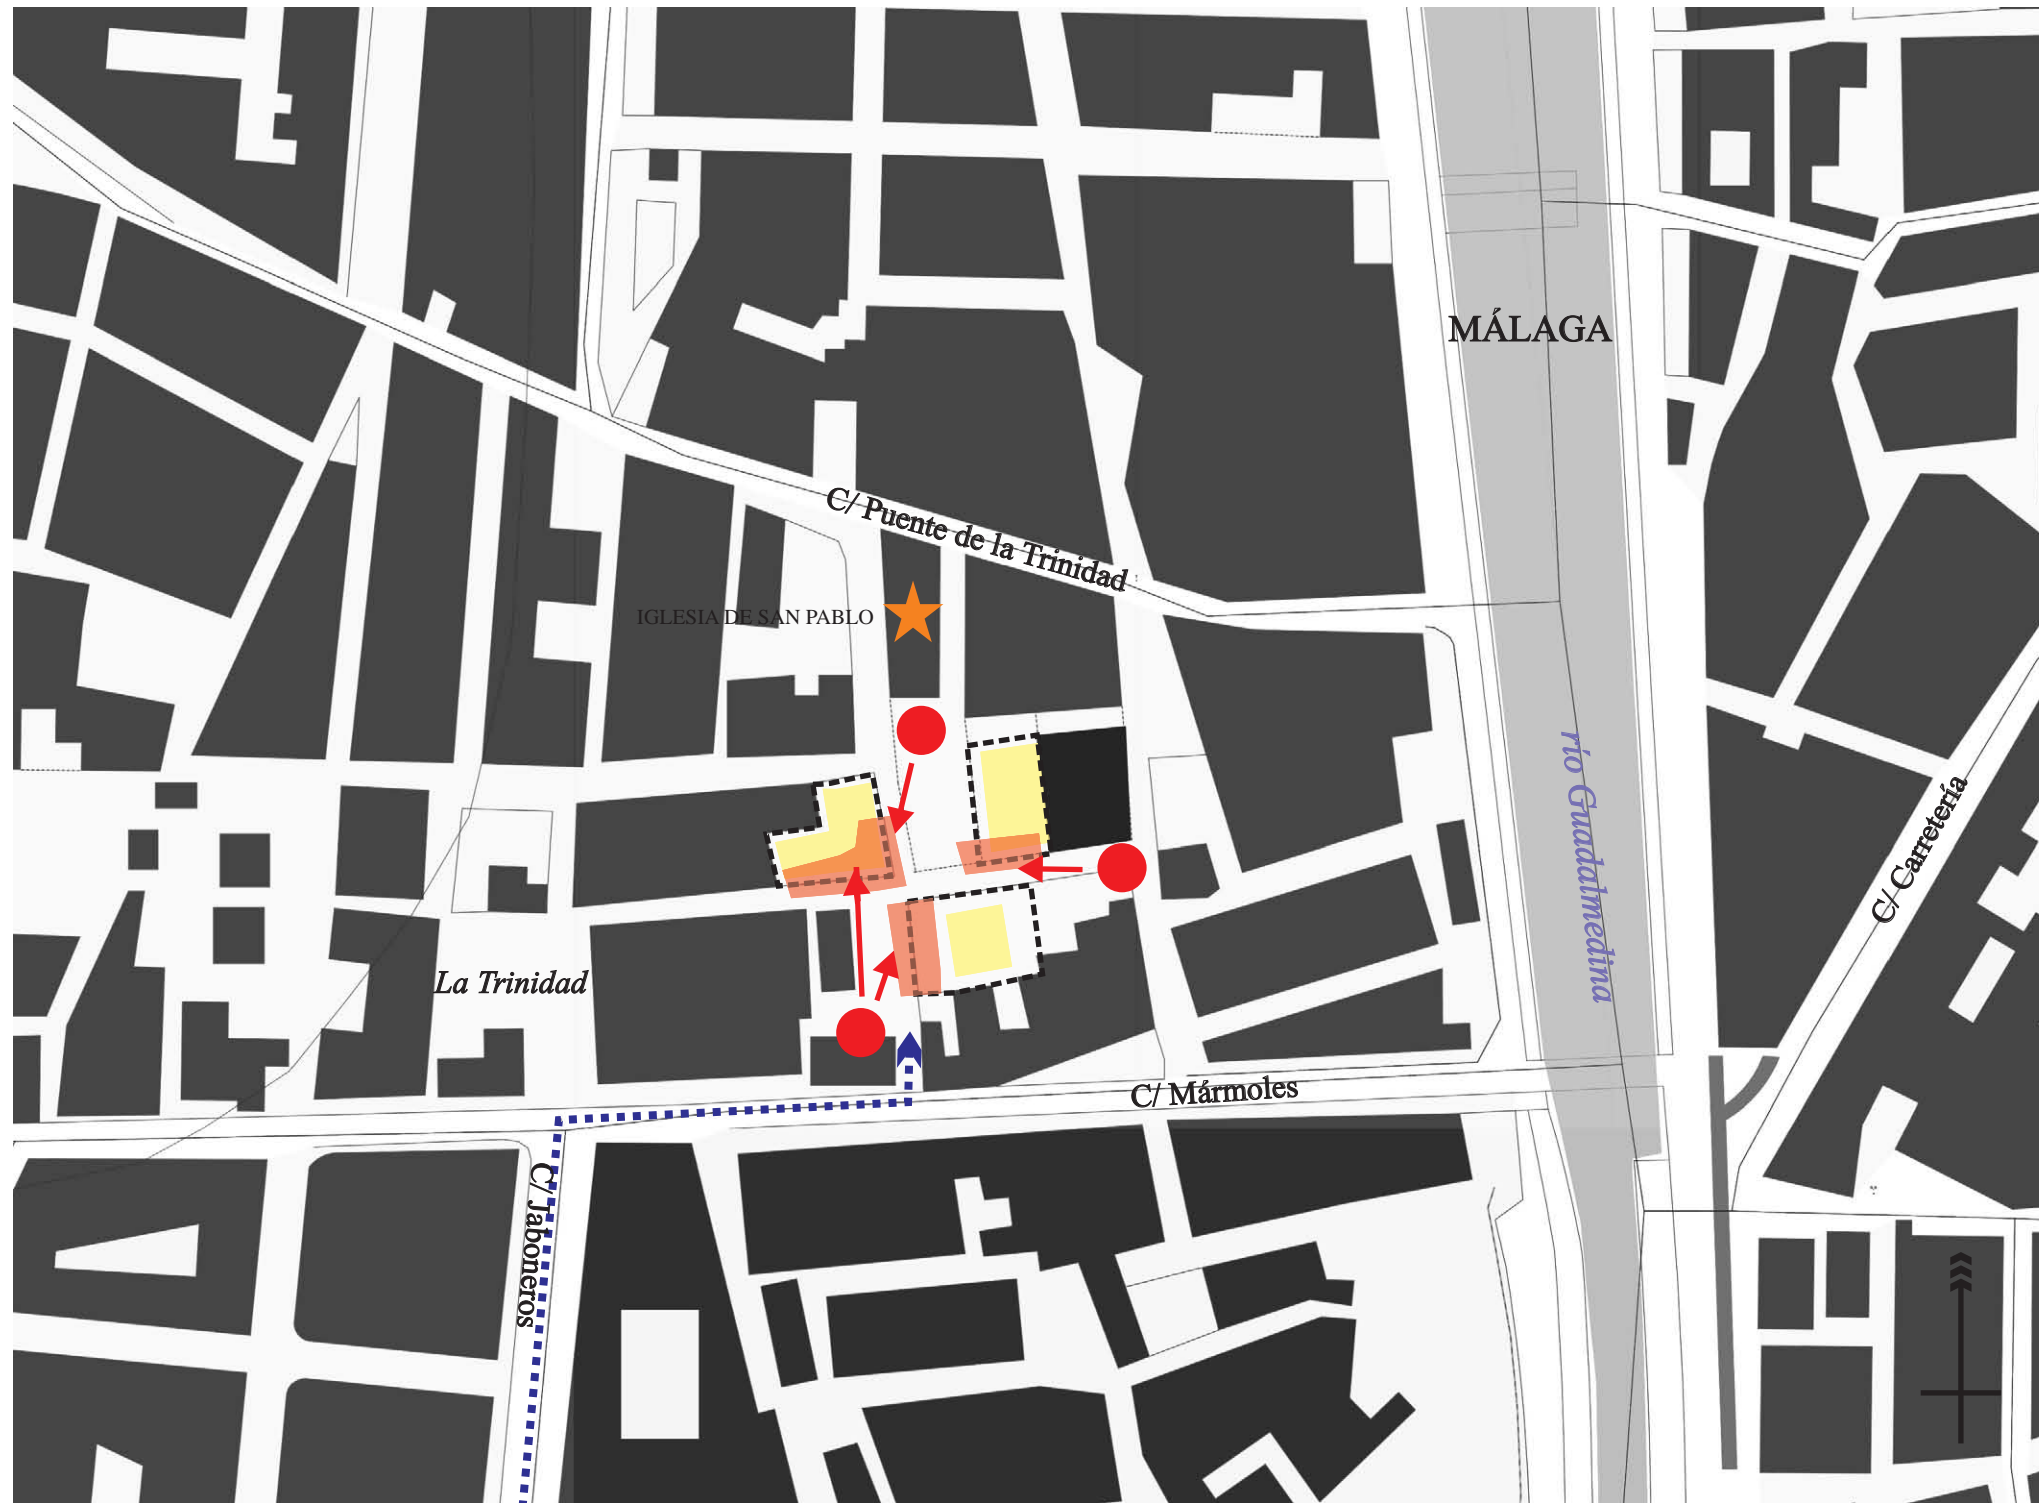 MÁLAGA
C/ Puente de la Trinidad
IGLESIA DE SAN PABLO
río Guadalmedina
C/ Carretería
La Trinidad
C/ Mármoles
C/ Jaboneros